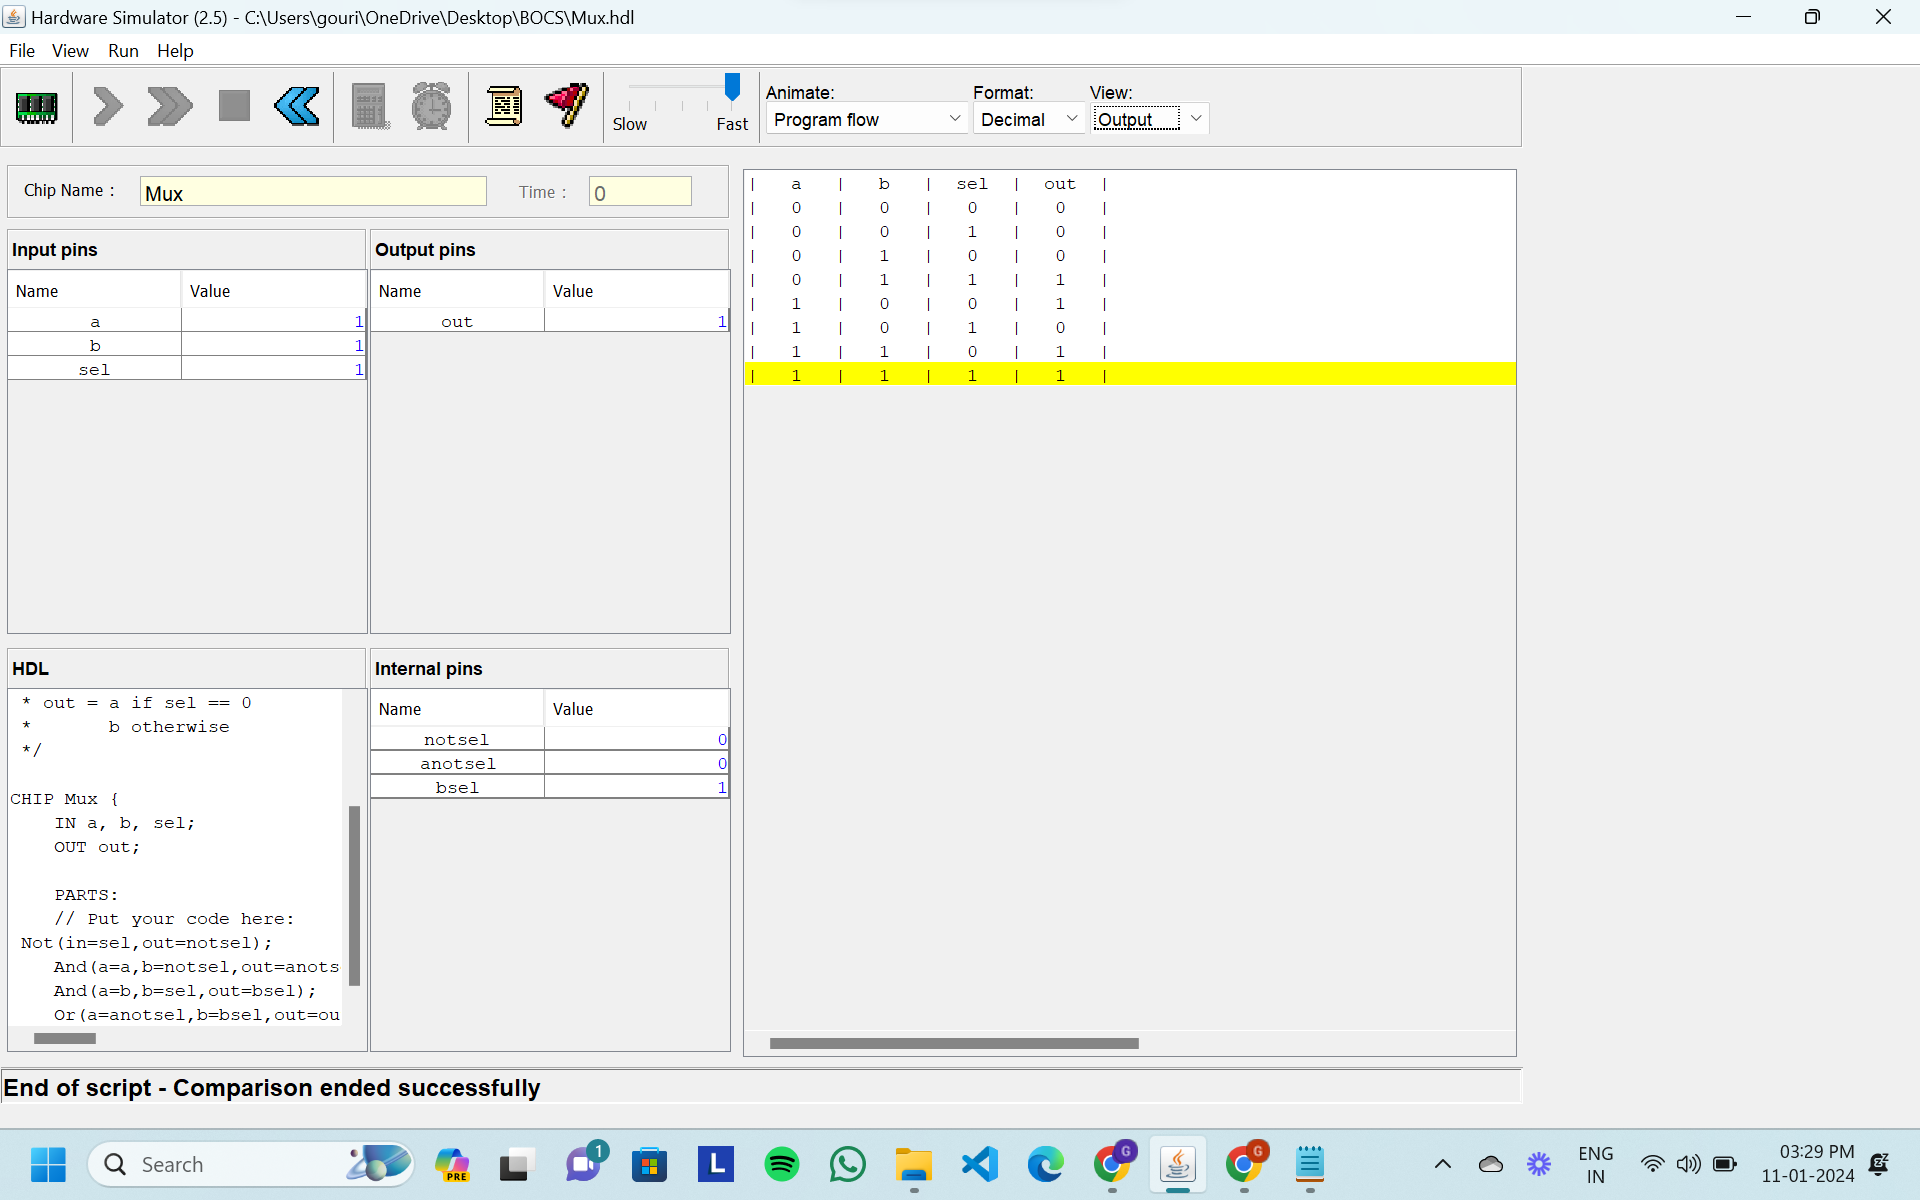 Hardware Simulator (2.5) - C:\Users\gouri\OneDrive\Desktop\BOCS\Mux.hdl
File View Run Help
Slow Fast
Animate: Format: View:
Program flow Decimal Output
Chip Name : Mux Time : 0
Input pins
Name Value
a 1
b 1
sel 1
Output pins
Name Value
out 1
| a | b | sel | out |
| 0 | 0 | 0 | 0 |
| 0 | 0 | 1 | 0 |
| 0 | 1 | 0 | 0 |
| 0 | 1 | 1 | 1 |
| 1 | 0 | 0 | 1 |
| 1 | 0 | 1 | 0 |
| 1 | 1 | 0 | 1 |
| 1 | 1 | 1 | 1 |
HDL
* out = a if sel == 0
* b otherwise
*/
CHIP Mux {
IN a, b, sel;
OUT out;
PARTS:
// Put your code here:
Not(in=sel,out=notsel);
And(a=a,b=notsel,out=anots
And(a=b,b=sel,out=bsel);
Or(a=anotsel,b=bsel,out=ou
Internal pins
Name Value
notsel 0
anotsel 0
bsel 1
End of script - Comparison ended successfully
Search
PRE
1
L
G
G
ENG
IN
03:29 PM
11-01-2024